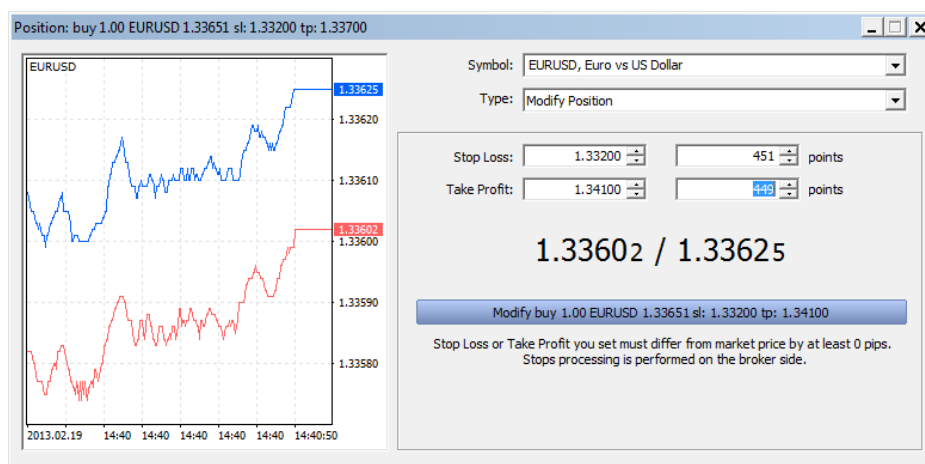 Position: buy 1.00 EURUSD 1.33651 sl: 1.33200 tp: 1.33700
EURUSD
1.33625
1.33620
1.33610
1.33602
1.33600
1.33590
1.33580
2013.02.19 14:40 14:40 14:40 14:40 14:40 14:40:50
Symbol: EURUSD, Euro vs US Dollar
Type: Modify Position
Stop Loss: 1.33200 451 points
Take Profit: 1.34100 449 points
1.33602 / 1.33625
Modify buy 1.00 EURUSD 1.33651 sl: 1.33200 tp: 1.34100
Stop Loss or Take Profit you set must differ from market price by at least 0 pips.
Stops processing is performed on the broker side.